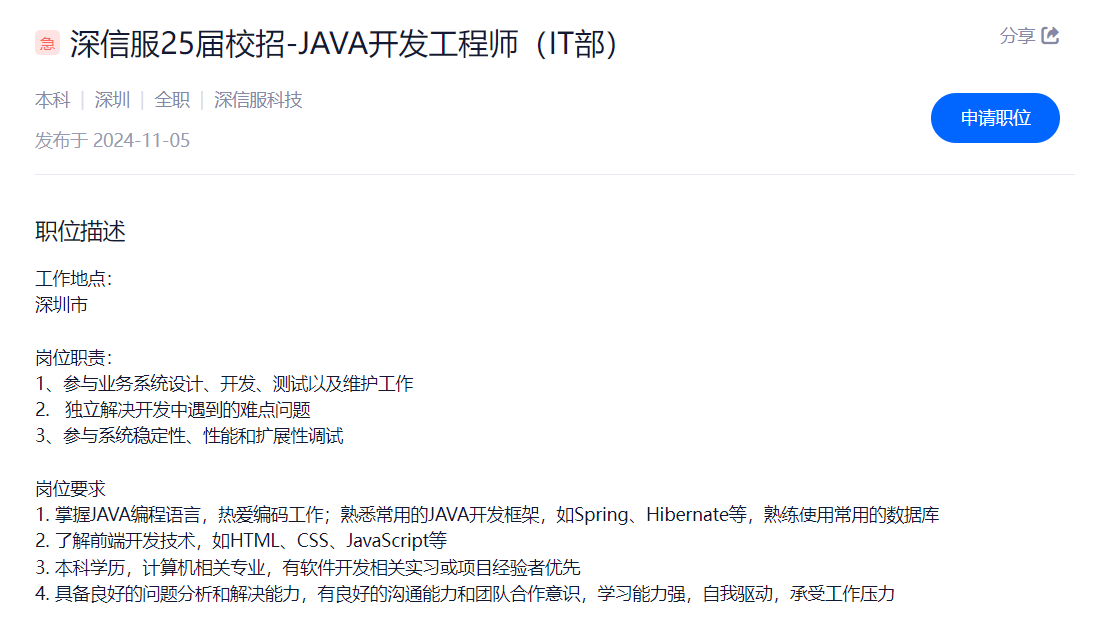 急 深信服25届校招-JAVA开发工程师（IT部）
分享
本科 | 深圳 | 全职 | 深信服科技
发布于 2024-11-05
申请职位
职位描述
工作地点：
深圳市
岗位职责：
1、参与业务系统设计、开发、测试以及维护工作
2. 独立解决开发中遇到的难点问题
3、参与系统稳定性、性能和扩展性调试
岗位要求
1. 掌握JAVA编程语言，热爱编码工作；熟悉常用的JAVA开发框架，如Spring、Hibernate等，熟练使用常用的数据库
2. 了解前端开发技术，如HTML、CSS、JavaScript等
3. 本科学历，计算机相关专业，有软件开发相关实习或项目经验者优先
4. 具备良好的问题分析和解决能力，有良好的沟通能力和团队合作意识，学习能力强，自我驱动，承受工作压力